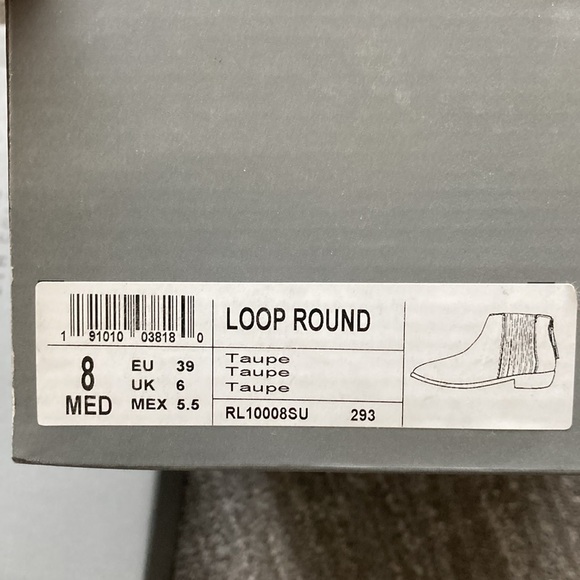 LOOP ROUND
1 91010 03818 0
8 MED
EU 39
UK 6
MEX 5.5
Taupe
Taupe
Taupe
RL10008SU 293